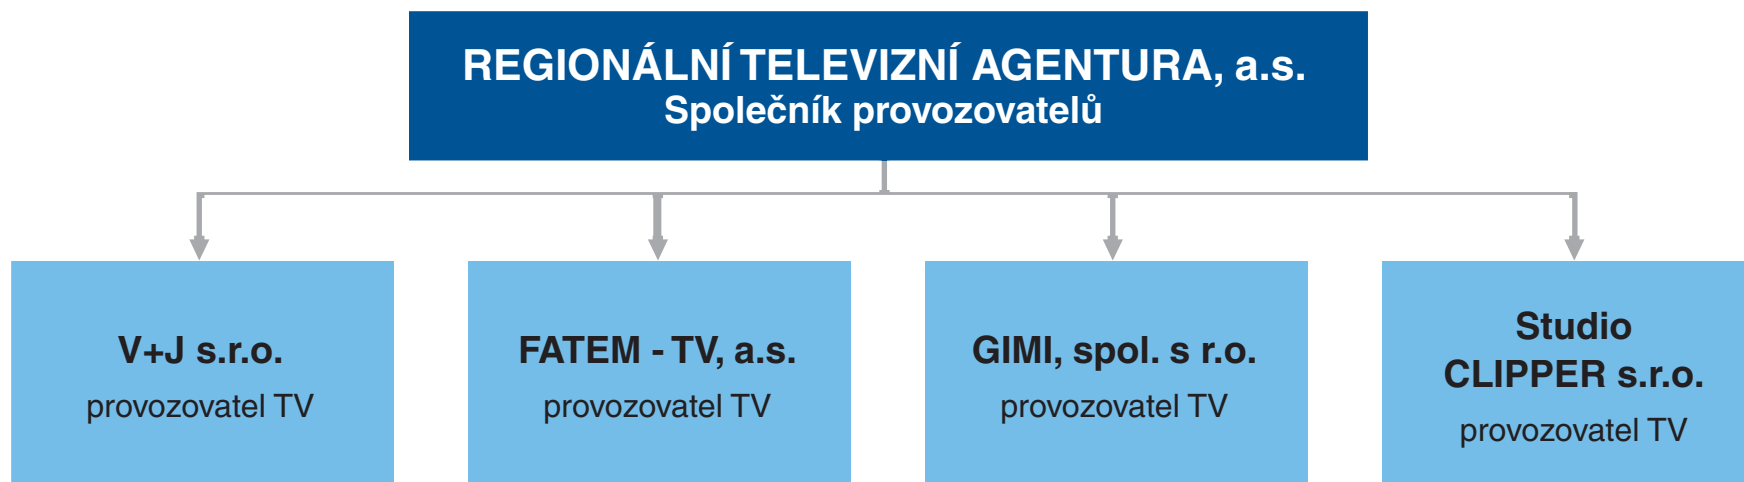 REGIONÁLNÍ TELEVIZNÍ AGENTURA, a.s.
Společník provozovatelů
V+J s.r.o.
provozovatel TV
FATEM - TV, a.s.
provozovatel TV
GIMI, spol. s r.o.
provozovatel TV
Studio
CLIPPER s.r.o.
provozovatel TV